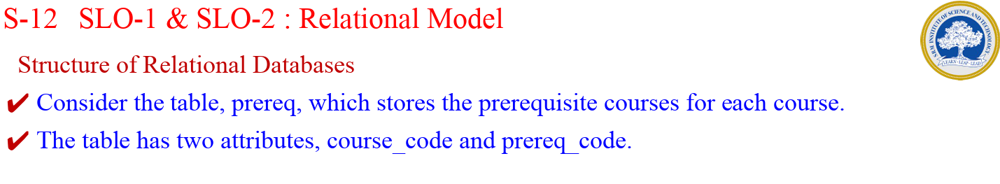 S-12 SLO-1 & SLO-2 : Relational Model
SRM INSTITUTE OF SCIENCE AND TECHNOLOGY
LEARN · LEAP · LEAD
Structure of Relational Databases
✔ Consider the table, prereq, which stores the prerequisite courses for each course.
✔ The table has two attributes, course_code and prereq_code.